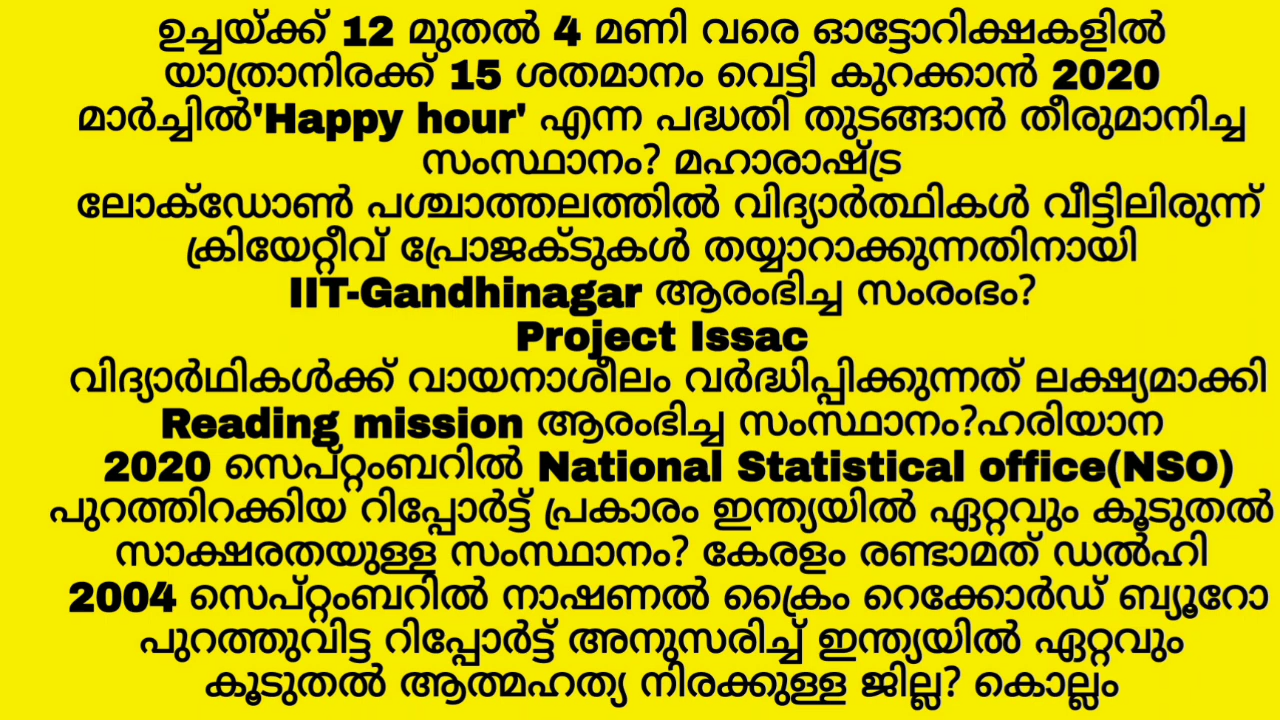 ഉച്ചയ്ക്ക് 12 മുതൽ 4 മണി വരെ ഓട്ടോറിക്ഷകളിൽ
യാത്രാനിരക്ക് 15 ശതമാനം വെട്ടി കുറക്കാൻ 2020
മാർച്ചിൽ'Happy hour' എന്ന പദ്ധതി തുടങ്ങാൻ തീരുമാനിച്ച
സംസ്ഥാനം? മഹാരാഷ്ട്ര
ലോക്ഡോൺ പശ്ചാത്തലത്തിൽ വിദ്യാർത്ഥികൾ വീട്ടിലിരുന്ന്
ക്രിയേറ്റീവ് പ്രോജക്ടുകൾ തയ്യാറാക്കുന്നതിനായി
IIT-Gandhinagar ആരംഭിച്ച സംരംഭം?
Project Issac
വിദ്യാർഥികൾക്ക് വായനാശീലം വർദ്ധിപ്പിക്കുന്നത് ലക്ഷ്യമാക്കി
Reading mission ആരംഭിച്ച സംസ്ഥാനം?ഹരിയാന
2020 സെപ്റ്റംബറിൽ National Statistical office(NSO)
പുറത്തിറക്കിയ റിപ്പോർട്ട് പ്രകാരം ഇന്ത്യയിൽ ഏറ്റവും കൂടുതൽ
സാക്ഷരതയുള്ള സംസ്ഥാനം? കേരളം രണ്ടാമത് ഡൽഹി
2004 സെപ്റ്റംബറിൽ നാഷണൽ ക്രൈം റെക്കോർഡ് ബ്യൂറോ
പുറത്തുവിട്ട റിപ്പോർട്ട് അനുസരിച്ച് ഇന്ത്യയിൽ ഏറ്റവും
കൂടുതൽ ആത്മഹത്യ നിരക്കുള്ള ജില്ല? കൊല്ലം